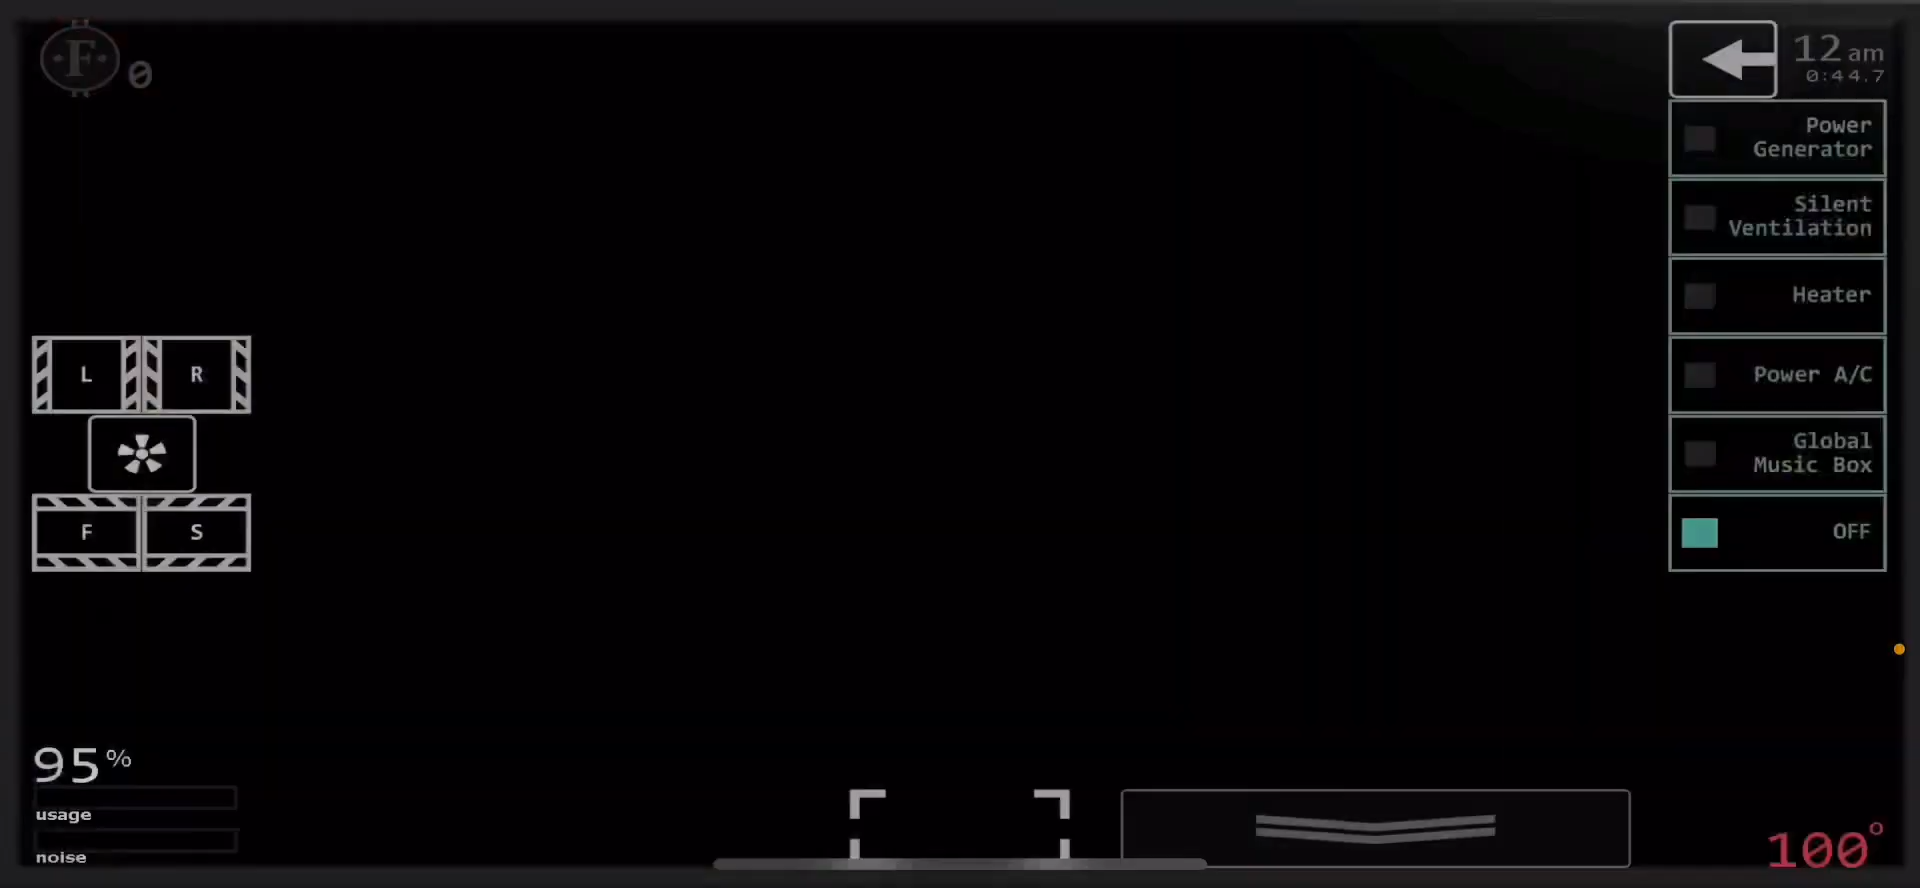 F 0
12 am
0:44.7
Power
Generator
Silent
Ventilation
Heater
Power A/C
Global
Music Box
OFF
L R
F S
95%
usage
noise
100°